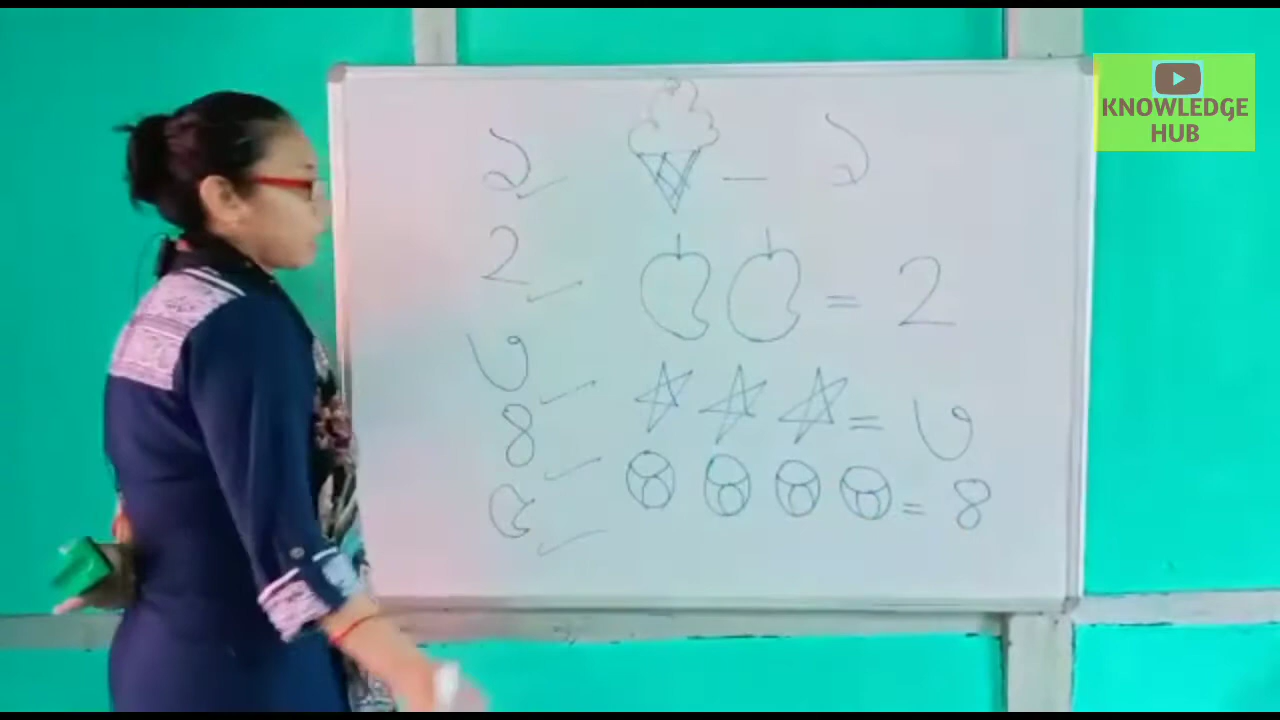 KNOWLEDGE
HUB
১ — ১
২ = ২
৩ = ৩
৪ = ৪
৫